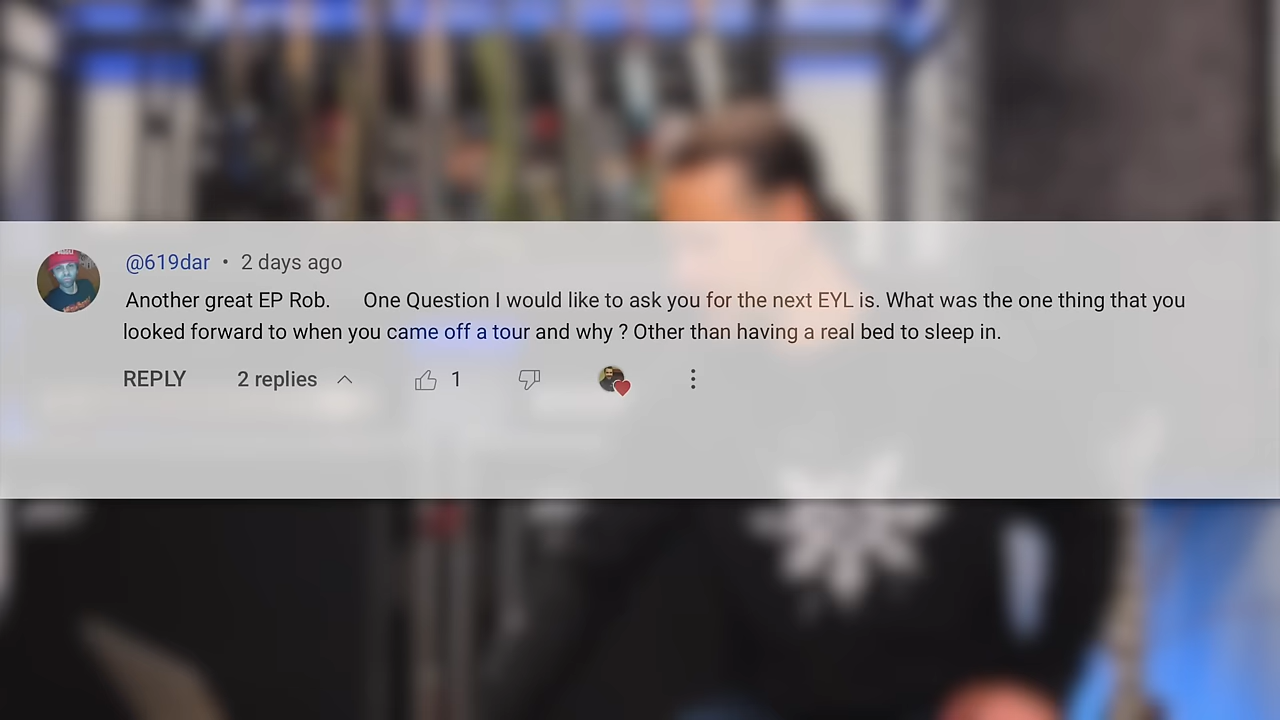 @619dar • 2 days ago
Another great EP Rob. One Question I would like to ask you for the next EYL is. What was the one thing that you
looked forward to when you came off a tour and why ? Other than having a real bed to sleep in.
REPLY 2 replies 1